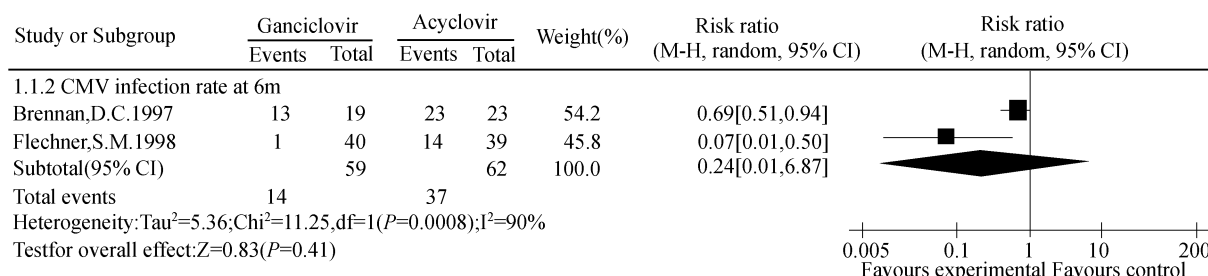 Study or Subgroup Ganciclovir Acyclovir Weight(%) Risk ratio Risk ratio
Events Total Events Total (M-H, random, 95% CI) (M-H, random, 95% CI)
1.1.2 CMV infection rate at 6m
Brennan,D.C.1997 13 19 23 23 54.2 0.69[0.51,0.94]
Flechner,S.M.1998 1 40 14 39 45.8 0.07[0.01,0.50]
Subtotal(95% CI) 59 62 100.0 0.24[0.01,6.87]
Total events 14 37
Heterogeneity:Tau²=5.36;Chi²=11.25,df=1(P=0.0008);I²=90%
Testfor overall effect:Z=0.83(P=0.41)
0.005 0.1 1 10 200
Favours experimental Favours control